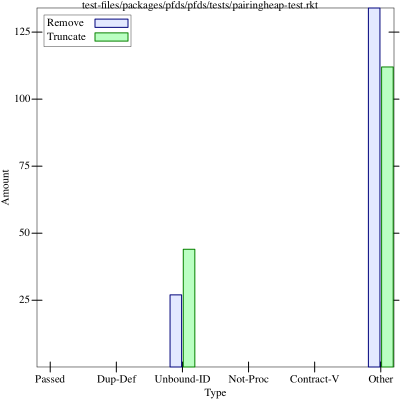 test-files/packages/pfds/pfds/tests/pairingheap-test.rkt
Remove
Truncate
125
100
75
50
25
Amount
Passed Dup-Def Unbound-ID Not-Proc Contract-V Other
Type